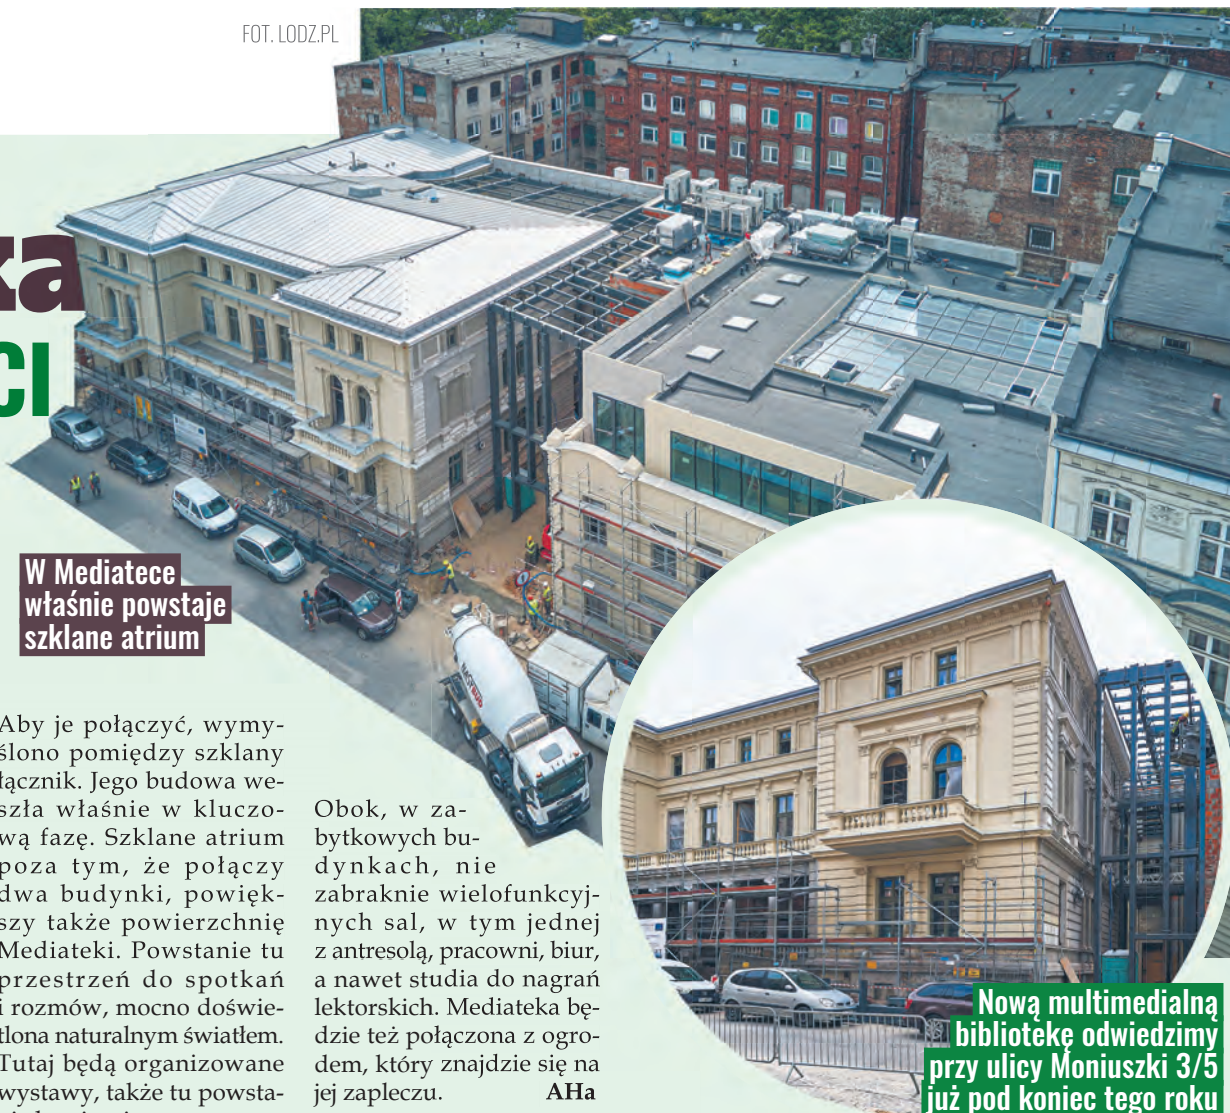 FOT. LODZ.PL
ka
CI
W Mediatece
właśnie powstaje
szklane atrium
Aby je połączyć, wymy-
ślono pomiędzy szklany
łącznik. Jego budowa we-
szła właśnie w kluczo-
wą fazę. Szklane atrium
poza tym, że połączy
dwa budynki, powięk-
szy także powierzchnię
Mediateki. Powstanie tu
przestrzeń do spotkań
i rozmów, mocno doświe-
tlona naturalnym światłem.
Tutaj będą organizowane
wystawy, także tu powsta-
Obok, w za-
bytkowych bu-
dynkach, nie
zabraknie wielofunkcyj-
nych sal, w tym jednej
z antresolą, pracowni, biur,
a nawet studia do nagrań
lektorskich. Mediateka bę-
dzie też połączona z ogro-
dem, który znajdzie się na
jej zapleczu.
AHa
Nową multimedialną
bibliotekę odwiedzimy
przy ulicy Moniuszki 3/5
już pod koniec tego roku